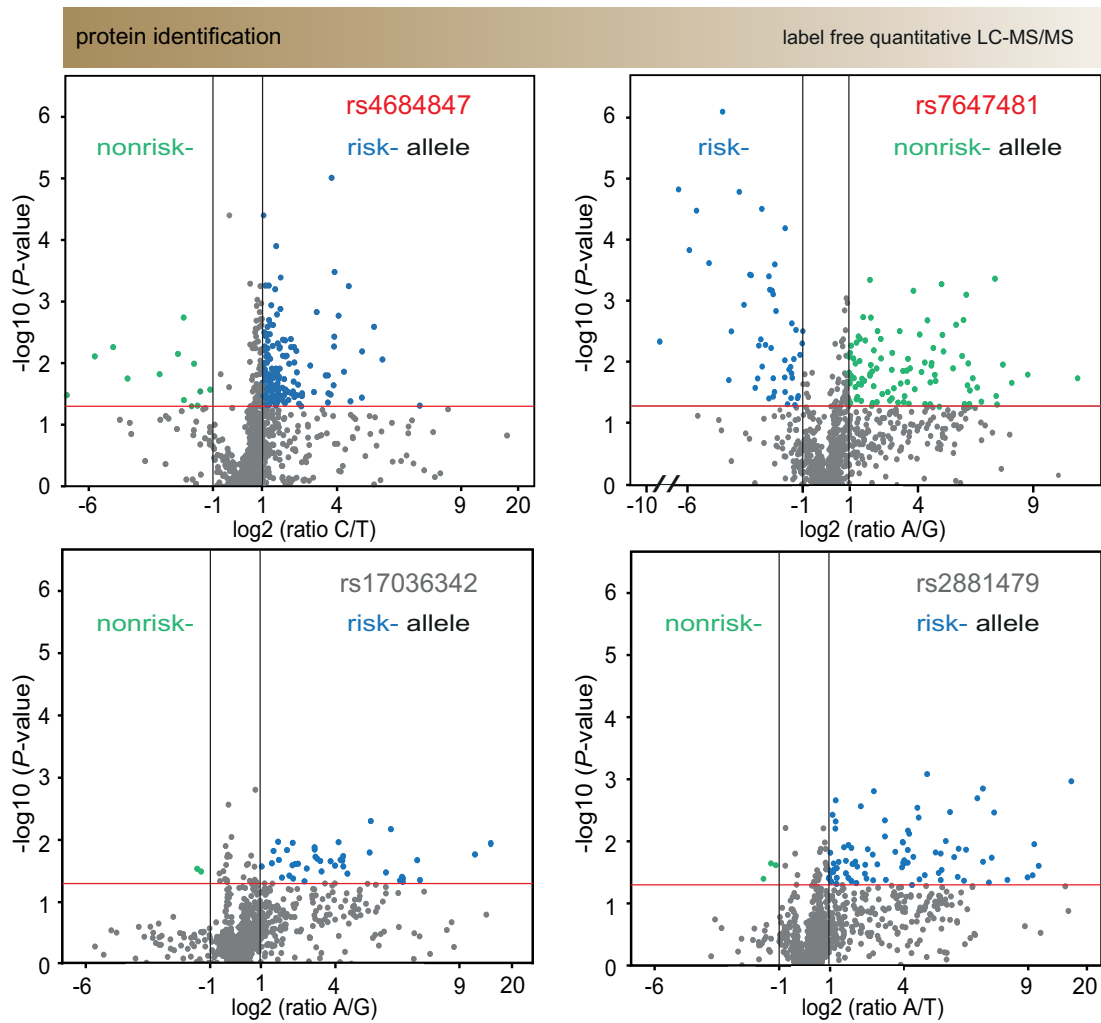 protein identification
label free quantitative LC-MS/MS
rs4684847
nonrisk- risk- allele
-log10 (P-value)
6
5
4
3
2
1
0
-6 -1 1 4 9 20
log2 (ratio C/T)
rs7647481
risk- nonrisk- allele
-log10 (P-value)
6
5
4
3
2
1
0
-10 -6 -1 1 4 9
log2 (ratio A/G)
rs17036342
nonrisk- risk- allele
-log10 (P-value)
6
5
4
3
2
1
0
-6 -1 1 4 9 20
log2 (ratio A/G)
rs2881479
nonrisk- risk- allele
-log10 (P-value)
6
5
4
3
2
1
0
-6 -1 1 4 9 20
log2 (ratio A/T)